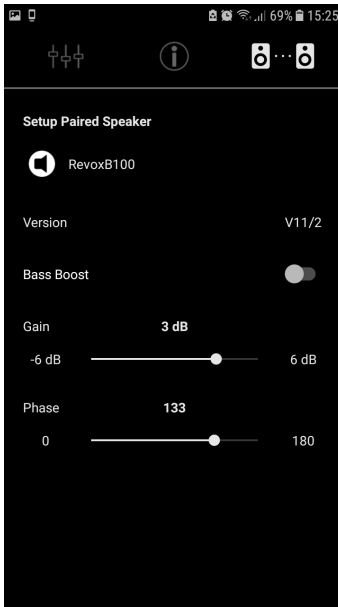 69% 15:25
Setup Paired Speaker
RevoxB100
Version V11/2
Bass Boost
Gain 3 dB
-6 dB 6 dB
Phase 133
0 180